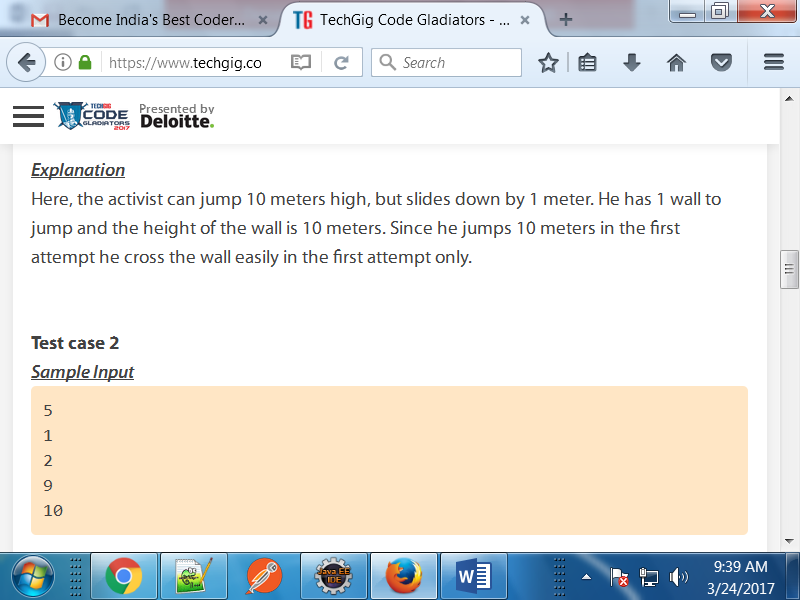 Become India's Best Coder...
TechGig Code Gladiators - ...
https://www.techgig.co
Search
TECHGIG
CODE
GLADIATORS
2017
Presented by
Deloitte.
Explanation
Here, the activist can jump 10 meters high, but slides down by 1 meter. He has 1 wall to
jump and the height of the wall is 10 meters. Since he jumps 10 meters in the first
attempt he cross the wall easily in the first attempt only.
Test case 2
Sample Input
5
1
2
9
10
Java EE
IDE
W
9:39 AM
3/24/2017